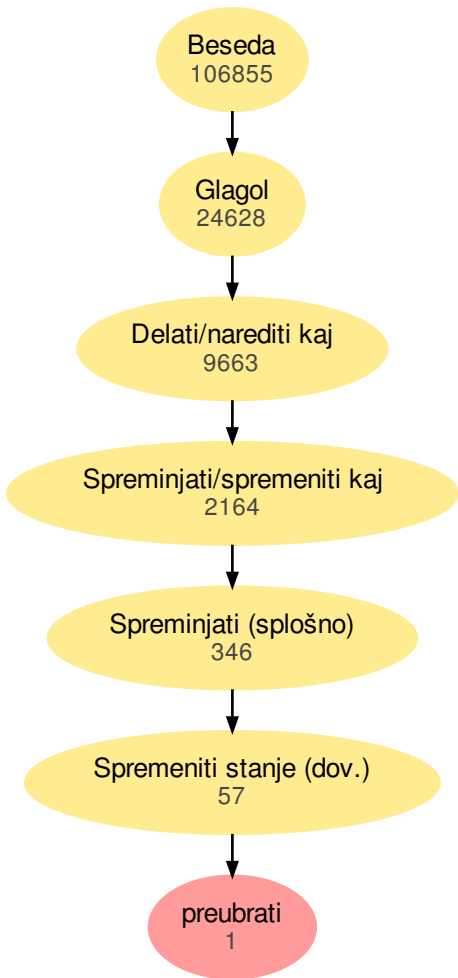 Beseda
106855
Glagol
24628
Delati/narediti kaj
9663
Spreminjati/spremeniti kaj
2164
Spreminjati (splošno)
346
Spremeniti stanje (dov.)
57
preubrati
1